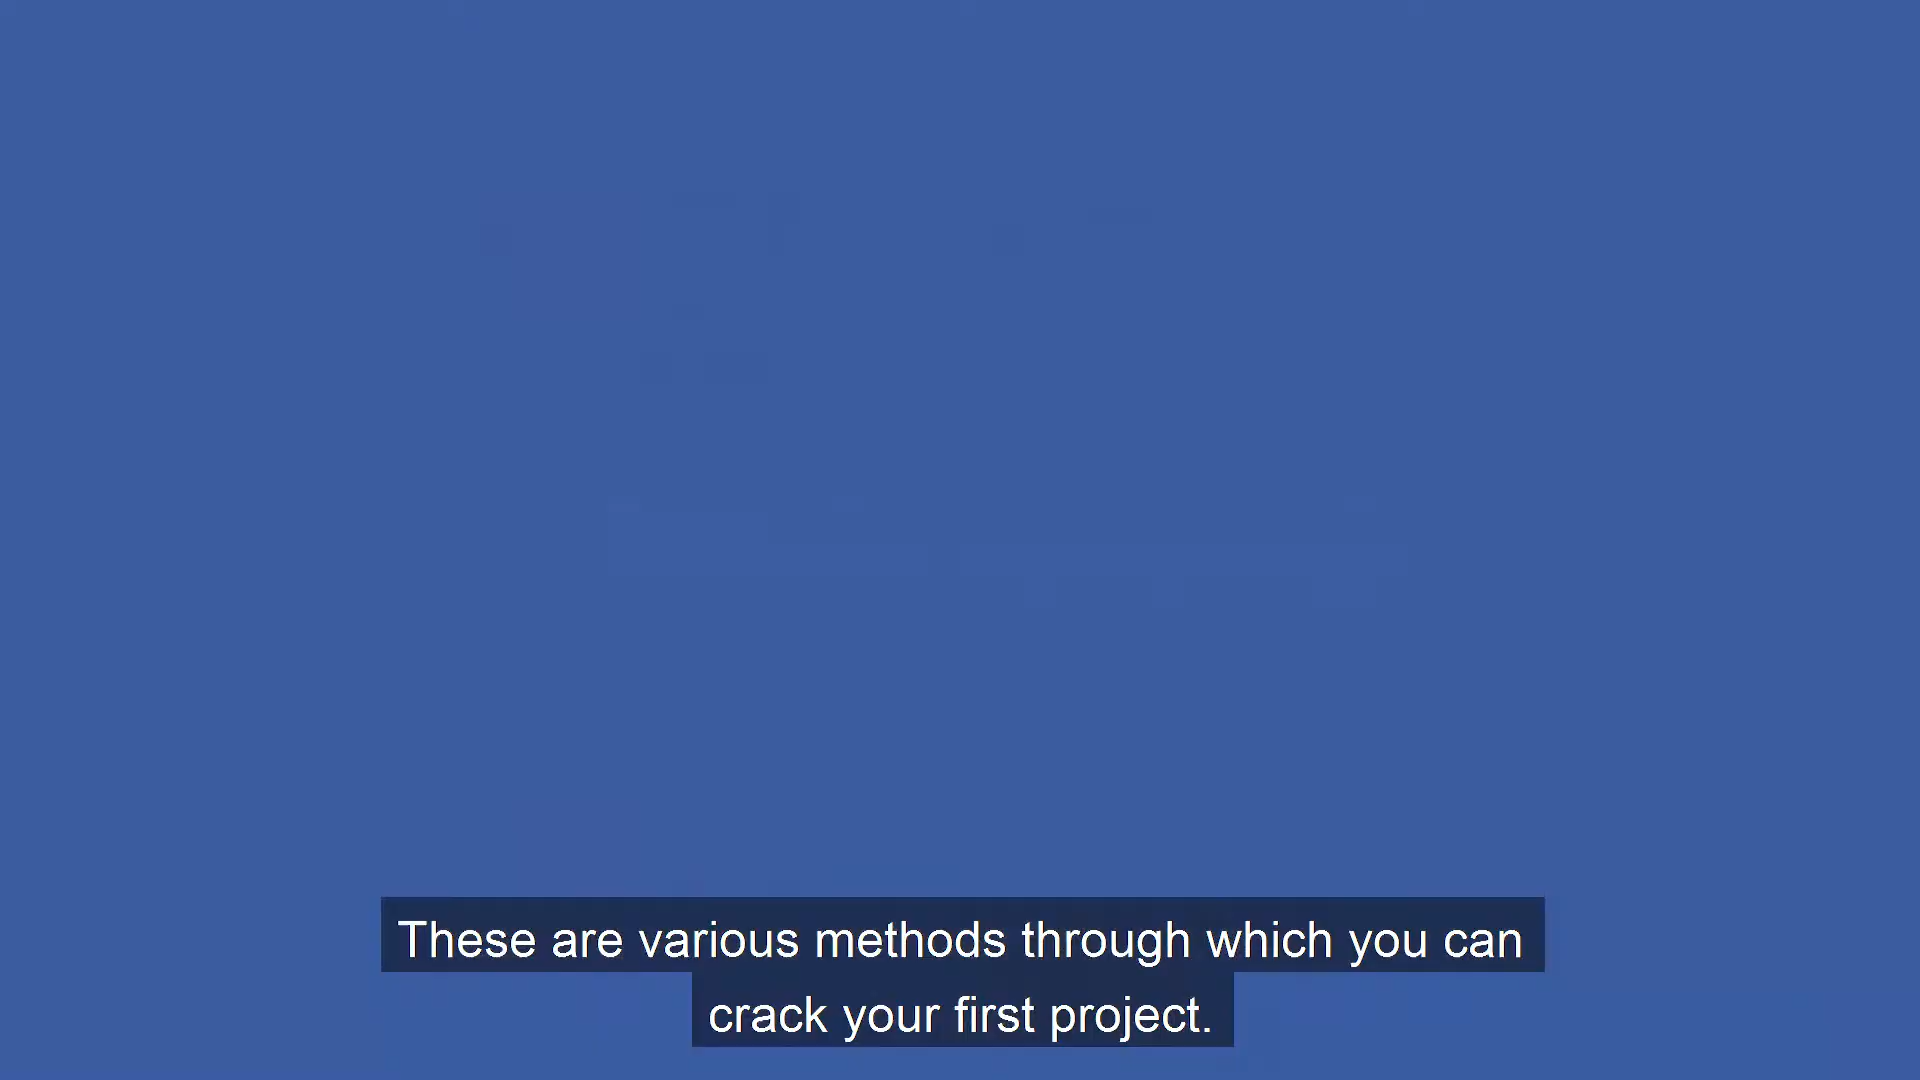 These are various methods through which you can
crack your first project.